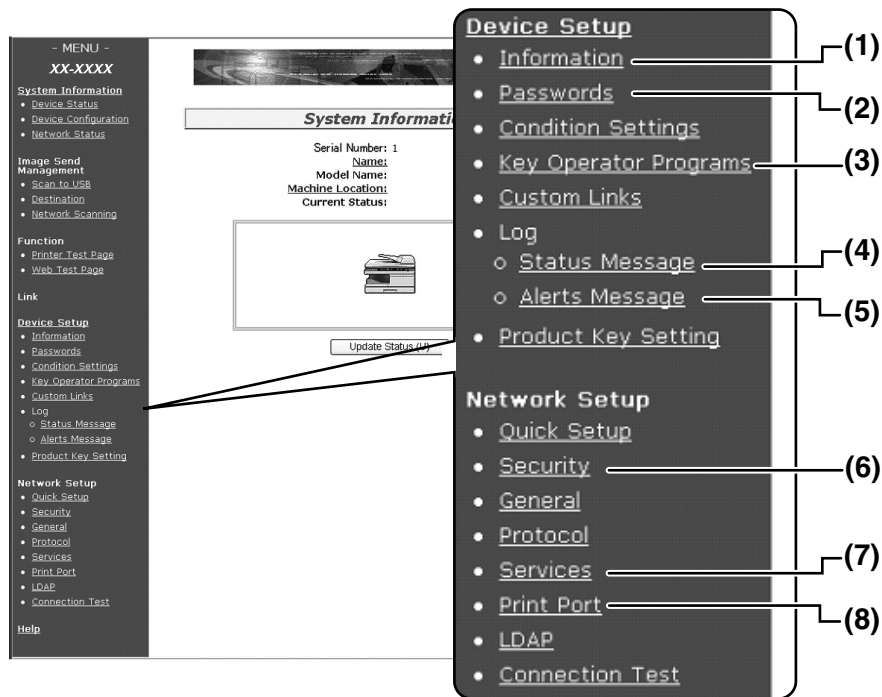 - MENU -
XX-XXXX
System Information
Device Status
Device Configuration
Network Status
Image Send
Management
Scan to USB
Destination
Network Scanning
Function
Printer Test Page
Web Test Page
Link
Device Setup
Information
Passwords
Condition Settings
Key Operator Programs
Custom Links
Log
Status Message
Alerts Message
Product Key Setting
Network Setup
Quick Setup
Security
General
Protocol
Services
Print Port
LDAP
Connection Test
Help
System Informati
Serial Number: 1
Name:
Model Name:
Machine Location:
Current Status:
Update Status (U)
Device Setup
Information (1)
Passwords (2)
Condition Settings
Key Operator Programs (3)
Custom Links
Log
Status Message (4)
Alerts Message (5)
Product Key Setting
Network Setup
Quick Setup
Security (6)
General
Protocol
Services (7)
Print Port (8)
LDAP
Connection Test